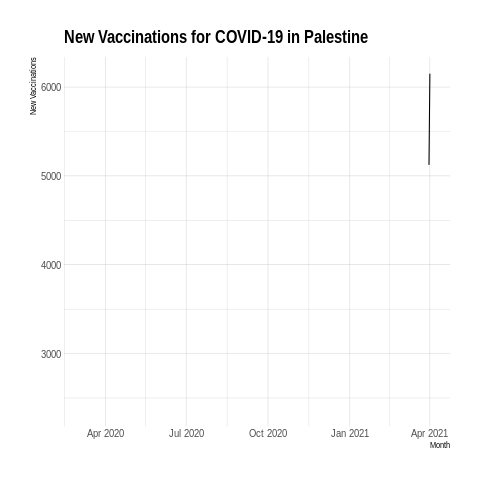 New Vaccinations for COVID-19 in Palestine
New Vaccinations
6000
5000
4000
3000
Apr 2020 Jul 2020 Oct 2020 Jan 2021 Apr 2021
Month